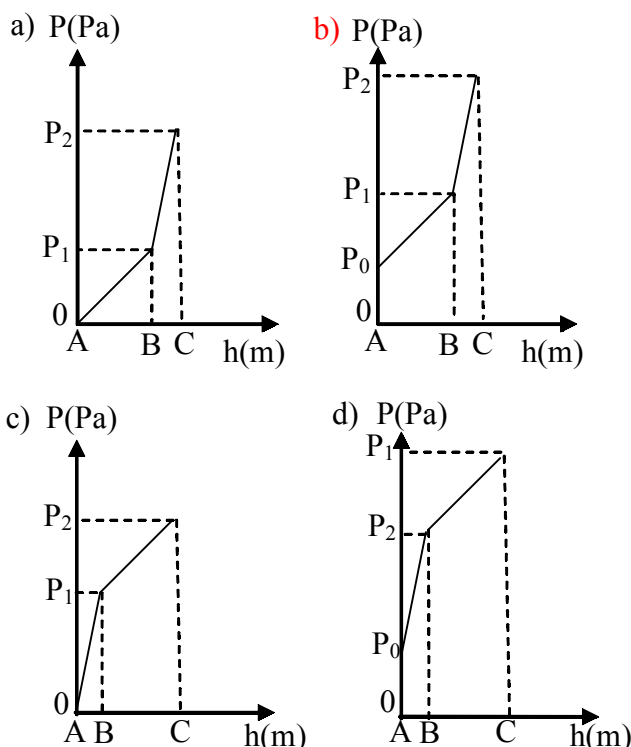 a) P(Pa)
P₂
P₁
0
A B C h(m)
b) P(Pa)
P₂
P₁
P₀
0
A B C h(m)
c) P(Pa)
P₂
P₁
0
A B C h(m)
d) P(Pa)
P₁
P₂
P₀
0
A B C h(m)